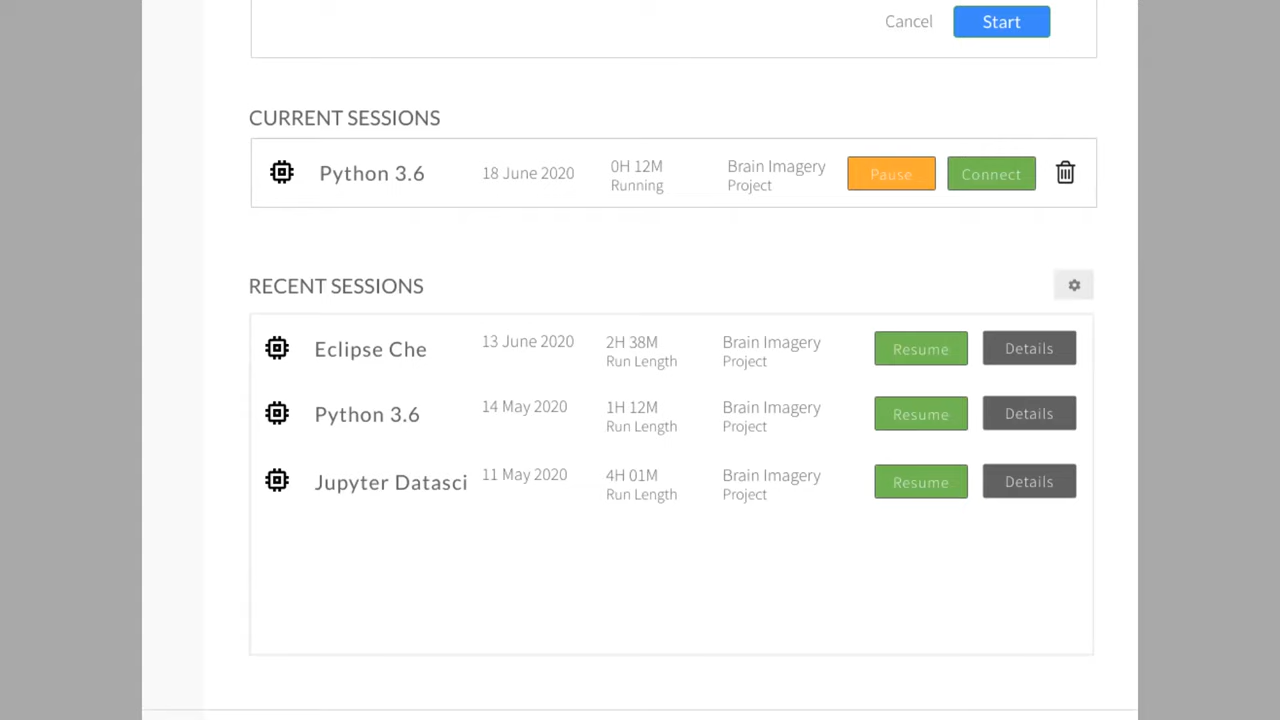 Cancel Start
CURRENT SESSIONS
Python 3.6 18 June 2020 0H 12M Brain Imagery Pause Connect
Running Project
RECENT SESSIONS
Eclipse Che 13 June 2020 2H 38M Brain Imagery Resume Details
Run Length Project
Python 3.6 14 May 2020 1H 12M Brain Imagery Resume Details
Run Length Project
Jupyter Datasci 11 May 2020 4H 01M Brain Imagery Resume Details
Run Length Project